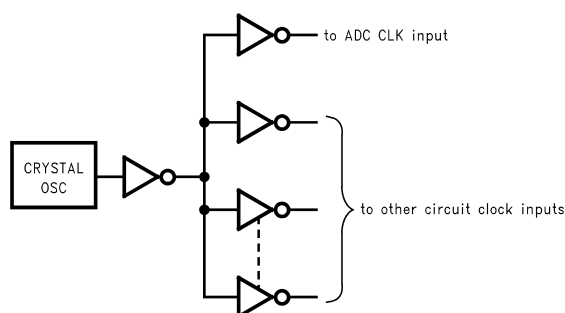 to ADC CLK input
CRYSTAL
OSC
to other circuit clock inputs